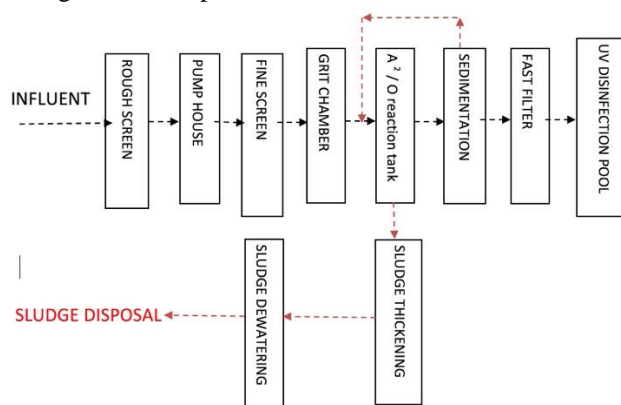 INFLUENT
ROUGH SCREEN
PUMP HOUSE
FINE SCREEN
GRIT CHAMBER
A² / O reaction tank
SEDIMENTATION
FAST FILTER
UV DISINFECTION POOL
SLUDGE DISPOSAL
SLUDGE DEWATERING
SLUDGE THICKENING